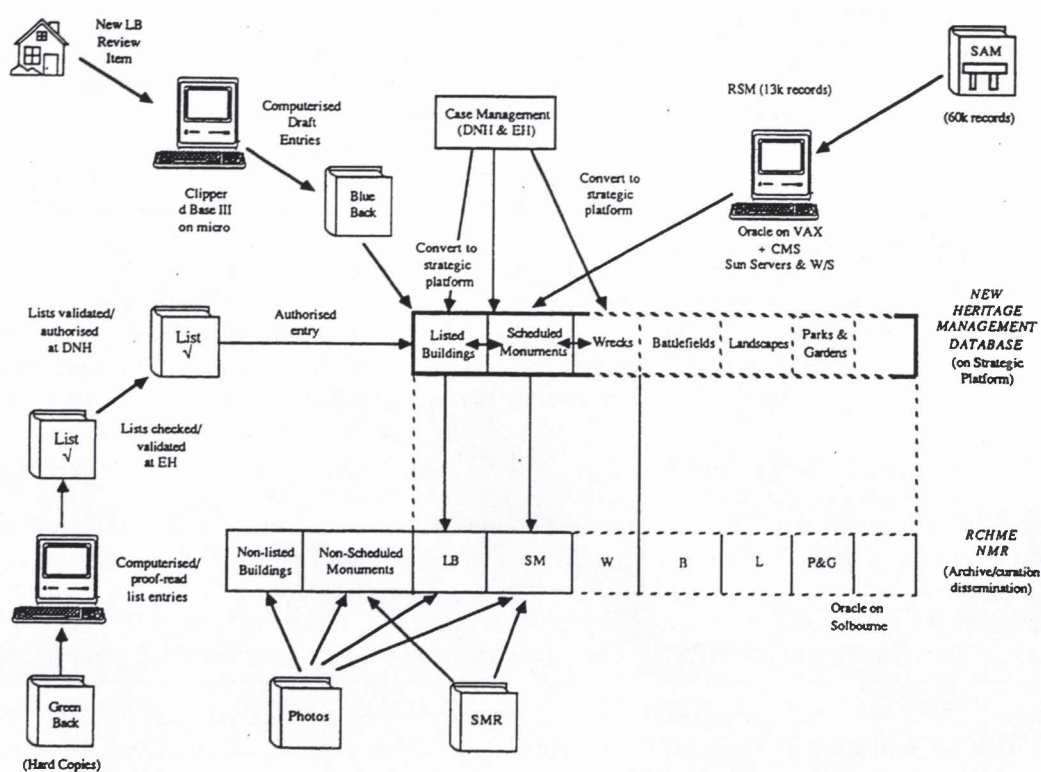 New LB
Review
Item
SAM
(60k records)
RSM (13k records)
Computerised
Draft
Entries
Case Management
(DNH & EH)
Clipper
d Base III
on micro
Blue
Back
Convert to
strategic
platform
Convert to
strategic
platform
Oracle on VAX
+ CMS
Sun Servers & W/S
Lists validated/
authorised
at DNH
List
√
Authorised
entry
Listed
Buildings
Scheduled
Monuments
Wrecks
Battlefields
Landscapes
Parks &
Gardens
NEW
HERITAGE
MANAGEMENT
DATABASE
(on Strategic
Platform)
List
√
Lists checked/
validated
at EH
Computerised/
proof-read
list entries
Non-listed
Buildings
Non-Scheduled
Monuments
LB
SM
W
B
L
P&G
RCHME
NMR
(Archive/curation
dissemination)
Oracle on
Solbourne
Green
Back
(Hard Copies)
Photos
SMR